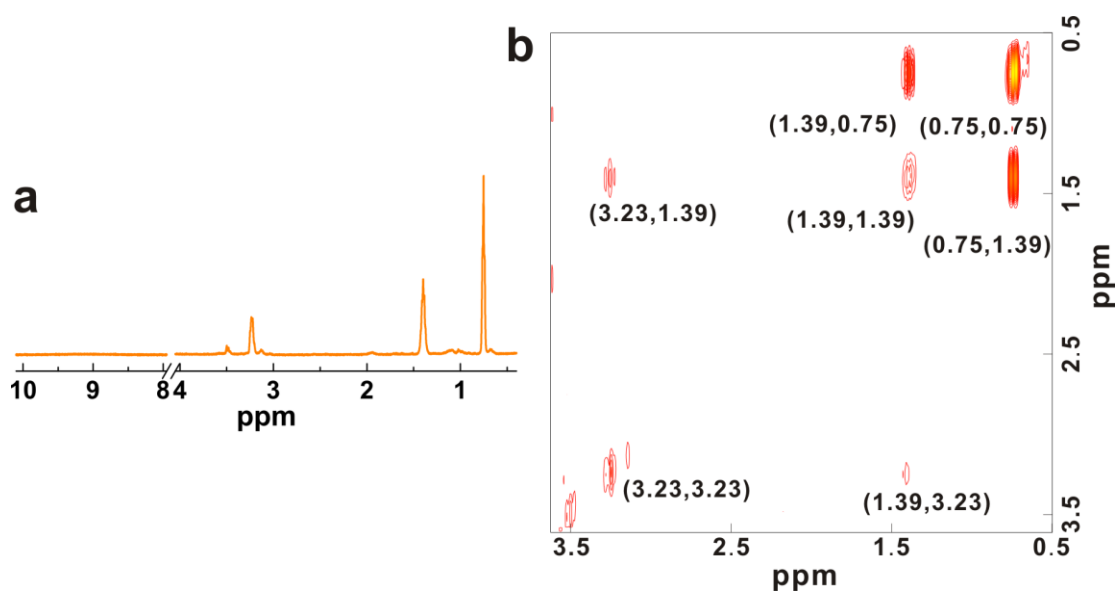 a
10 9 8 4 3 2 1
ppm
b
(1.39,0.75) (0.75,0.75)
(3.23,1.39) (1.39,1.39) (0.75,1.39)
(3.23,3.23) (1.39,3.23)
0.5
1.5
2.5
3.5
ppm
3.5 2.5 1.5 0.5
ppm